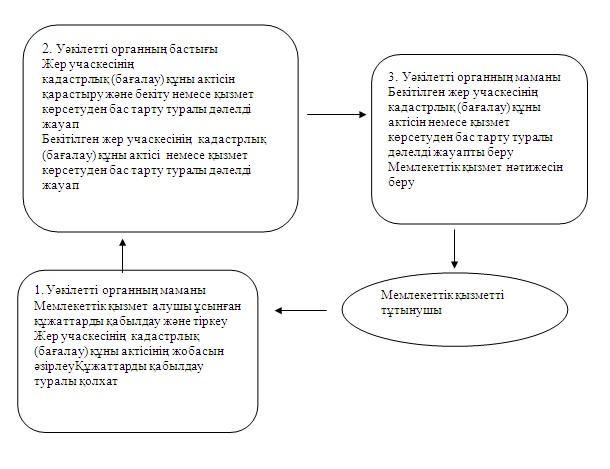 2. Уәкілетті органның бастығы
Жер учаскесінің
кадастрлық (бағалау) құны актісін
қарастыру және бекіту немесе қызмет
көрсетуден бас тарту туралы дәлелді
жауап
Бекітілген жер учаскесінің кадастрлық
(бағалау) құны актісі немесе қызмет
көрсетуден бас тарту туралы дәлелді
жауап
3. Уәкілетті органның маманы
Бекітілген жер учаскесінің
кадастрлық (бағалау) құны
актісін немесе қызмет
көрсетуден бас тарту туралы
дәлелді жауапты беру
Мемлекеттік қызмет нәтижесін
беру
1. Уәкілетті органның маманы
Мемлекеттік қызмет алушы ұсынған
құжаттарды қабылдау және тіркеу
Жер учаскесінің кадастрлық
(бағалау) құны актісінің жобасын
әзірлеуҚұжаттарды қабылдау
туралы қолхат
Мемлекеттік қызметті
тұтынушы